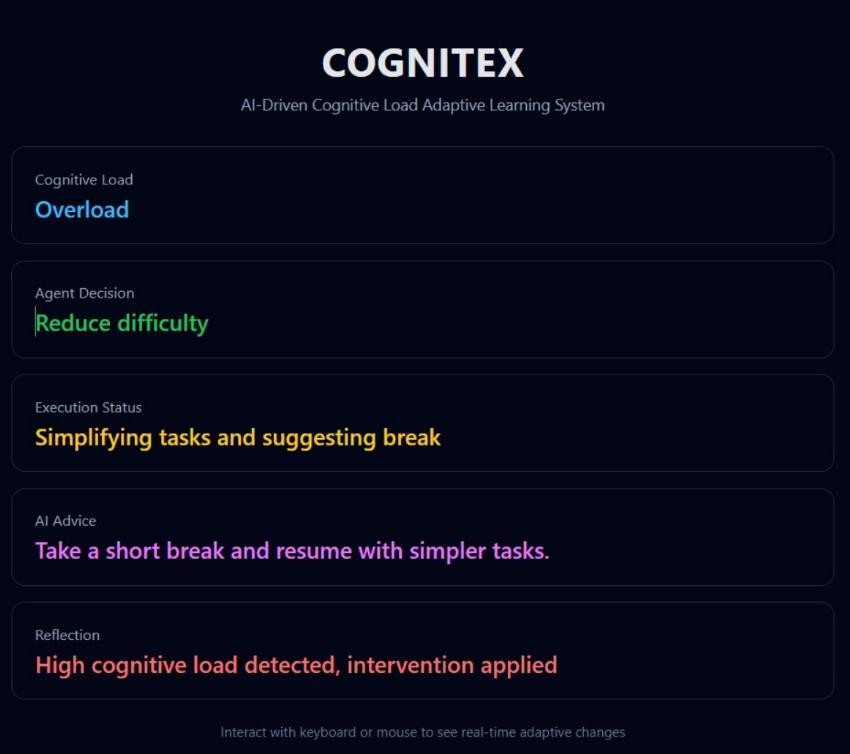 COGNITEX
AI-Driven Cognitive Load Adaptive Learning System
Cognitive Load
Overload
Agent Decision
Reduce difficulty
Execution Status
Simplifying tasks and suggesting break
AI Advice
Take a short break and resume with simpler tasks.
Reflection
High cognitive load detected, intervention applied
Interact with keyboard or mouse to see real-time adaptive changes